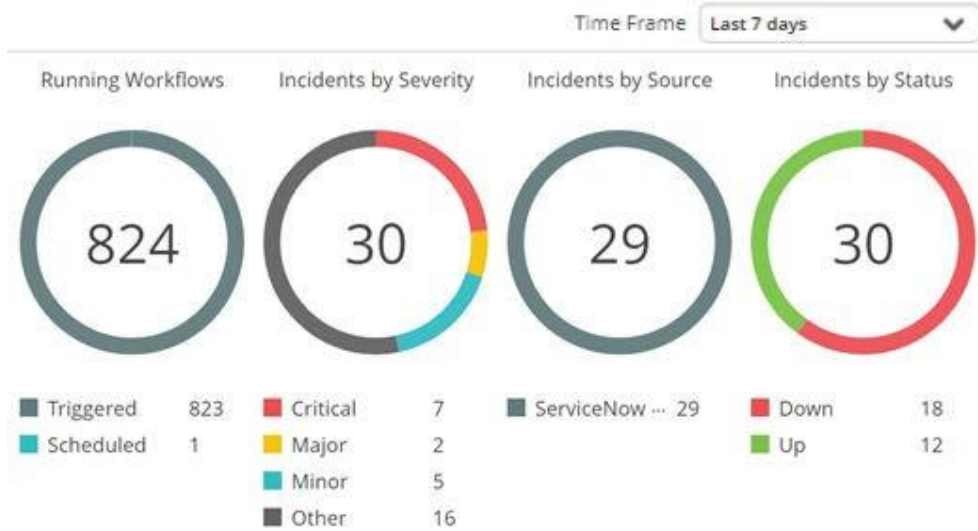 Time Frame Last 7 days
Running Workflows Incidents by Severity Incidents by Source Incidents by Status
824 30 29 30
Triggered 823 Critical 7 ServiceNow ... 29 Down 18
Scheduled 1 Major 2 Up 12
Minor 5
Other 16